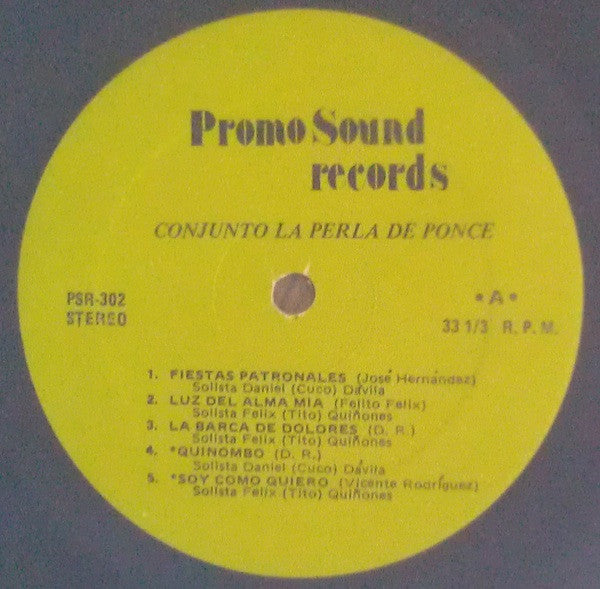 Promo Sound
records
CONJUNTO LA PERLA DE PONCE
PSR-302
STEREO
• A •
33 1/3 R. P. M.
1. FIESTAS PATRONALES (José Hernández)
Solista Daniel (Cuco) Dávila
2. LUZ DEL ALMA MIA (Felito Felix)
Solista Felix (Tito) Quiñones
3. LA BARCA DE DOLORES (D. R.)
Solista Felix (Tito) Quiñones
4. *QUINOMBO (D. R.)
Solista Daniel (Cuco) Dávila
5. *SOY COMO QUIERO (Vicente Rodríguez)
Solista Felix (Tito) Quiñones